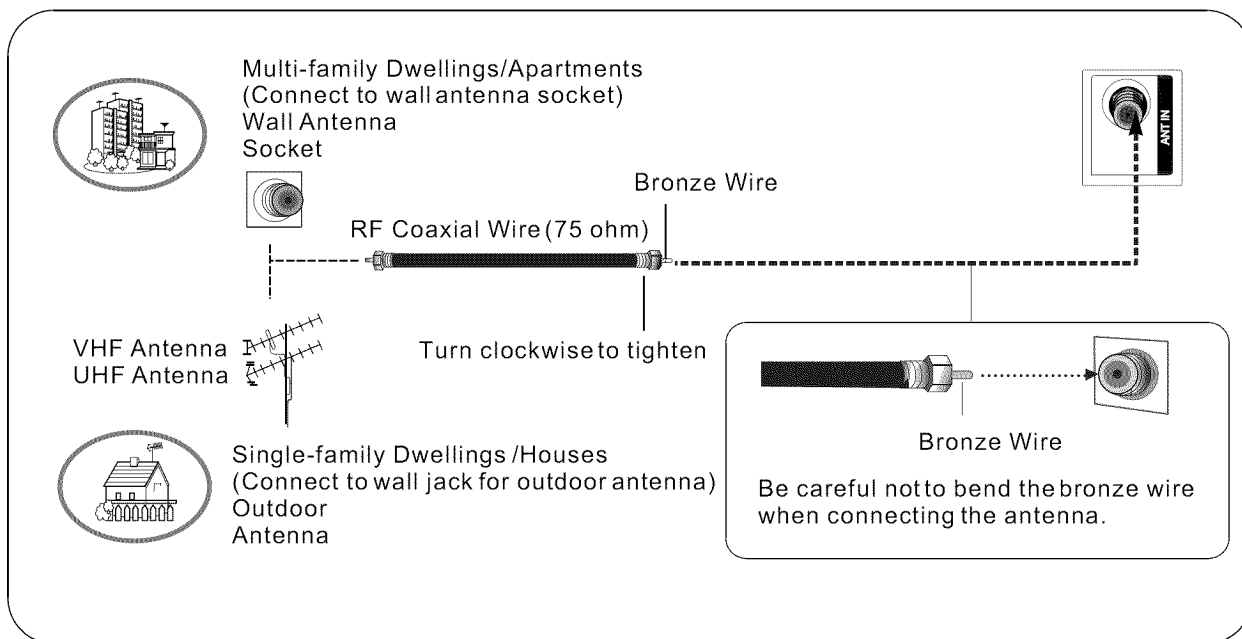 Multi-family Dwellings/Apartments
(Connect to wall antenna socket)
Wall Antenna
Socket
ANT IN
Bronze Wire
RF Coaxial Wire (75 ohm)
VHF Antenna
UHF Antenna
Turn clockwise to tighten
Bronze Wire
Be careful not to bend the bronze wire
when connecting the antenna.
Single-family Dwellings /Houses
(Connect to wall jack for outdoor antenna)
Outdoor
Antenna